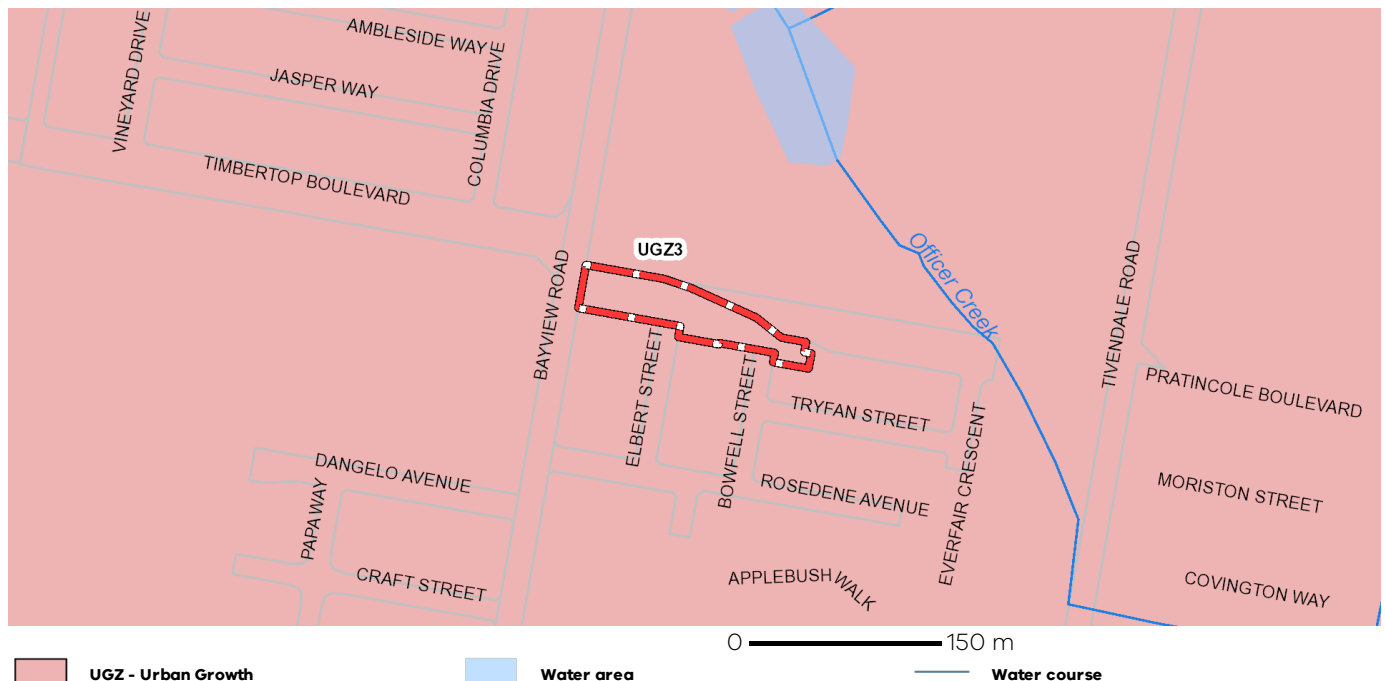 AMBLESIDE WAY
VINEYARD DRIVE
JASPER WAY
COLUMBIA DRIVE
TIMBERTOP BOULEVARD
UGZ3
Officer Creek
BAYVIEW ROAD
TIVENDALE ROAD
ELBERT STREET
BOWFELL STREET
PRATINCOLE BOULEVARD
TRYFAN STREET
DANGELO AVENUE
EVERFAIR CRESCENT
ROSEDENE AVENUE
MORISTON STREET
PAPAWAY
CRAFT STREET
APPLEBUSH WALK
COVINGTON WAY
0 150 m
UGZ - Urban Growth
Water area
Water course